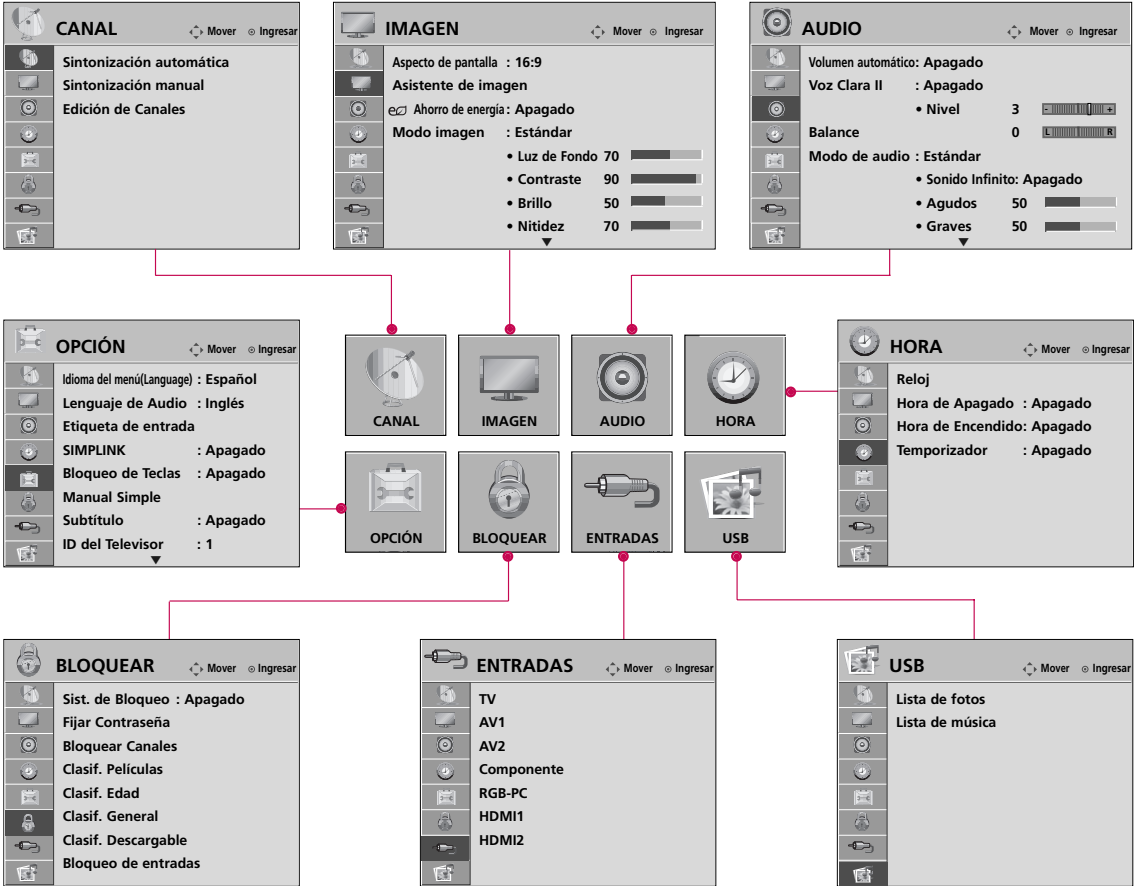 CANAL
Mover
Ingresar
Sintonización automática
Sintonización manual
Edición de Canales
IMAGEN
Mover
Ingresar
Aspecto de pantalla : 16:9
Asistente de imagen
e Ahorro de energía : Apagado
Modo imagen : Estándar
• Luz de Fondo 70
• Contraste 90
• Brillo 50
• Nitidez 70
▼
AUDIO
Mover
Ingresar
Volumen automático: Apagado
Voz Clara II : Apagado
• Nivel 3 - +
Balance 0 L R
Modo de audio : Estándar
• Sonido Infinito: Apagado
• Agudos 50
• Graves 50
▼
OPCIÓN
Mover
Ingresar
Idioma del menú(Language) : Español
Lenguaje de Audio : Inglés
Etiqueta de entrada
SIMPLINK : Apagado
Bloqueo de Teclas : Apagado
Manual Simple
Subtítulo : Apagado
ID del Televisor : 1
▼
CANAL
IMAGEN
AUDIO
HORA
OPCIÓN
BLOQUEAR
ENTRADAS
USB
HORA
Mover
Ingresar
Reloj
Hora de Apagado : Apagado
Hora de Encendido: Apagado
Temporizador : Apagado
BLOQUEAR
Mover
Ingresar
Sist. de Bloqueo : Apagado
Fijar Contraseña
Bloquear Canales
Clasif. Películas
Clasif. Edad
Clasif. General
Clasif. Descargable
Bloqueo de entradas
ENTRADAS
Mover
Ingresar
TV
AV1
AV2
Componente
RGB-PC
HDMI1
HDMI2
USB
Mover
Ingresar
Lista de fotos
Lista de música